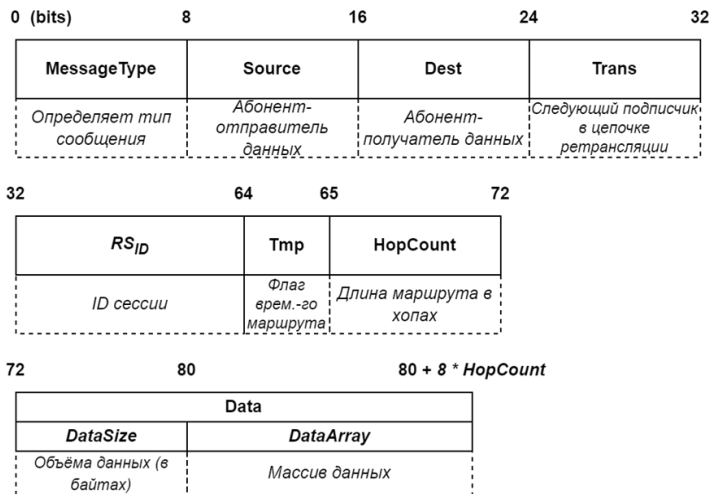 0 (bits) 8 16 24 32
MessageType Source Dest Trans
Определяет тип сообщения
Абонент-отправитель данных
Абонент-получатель данных
Следующий подписчик в цепочке ретрансляции
32 64 65 72
RS_ID Tmp HopCount
ID сессии
Флаг врем.-го маршрута
Длина маршрута в хопах
72 80 80 + 8 * HopCount
Data
DataSize DataArray
Объёма данных (в байтах)
Массив данных